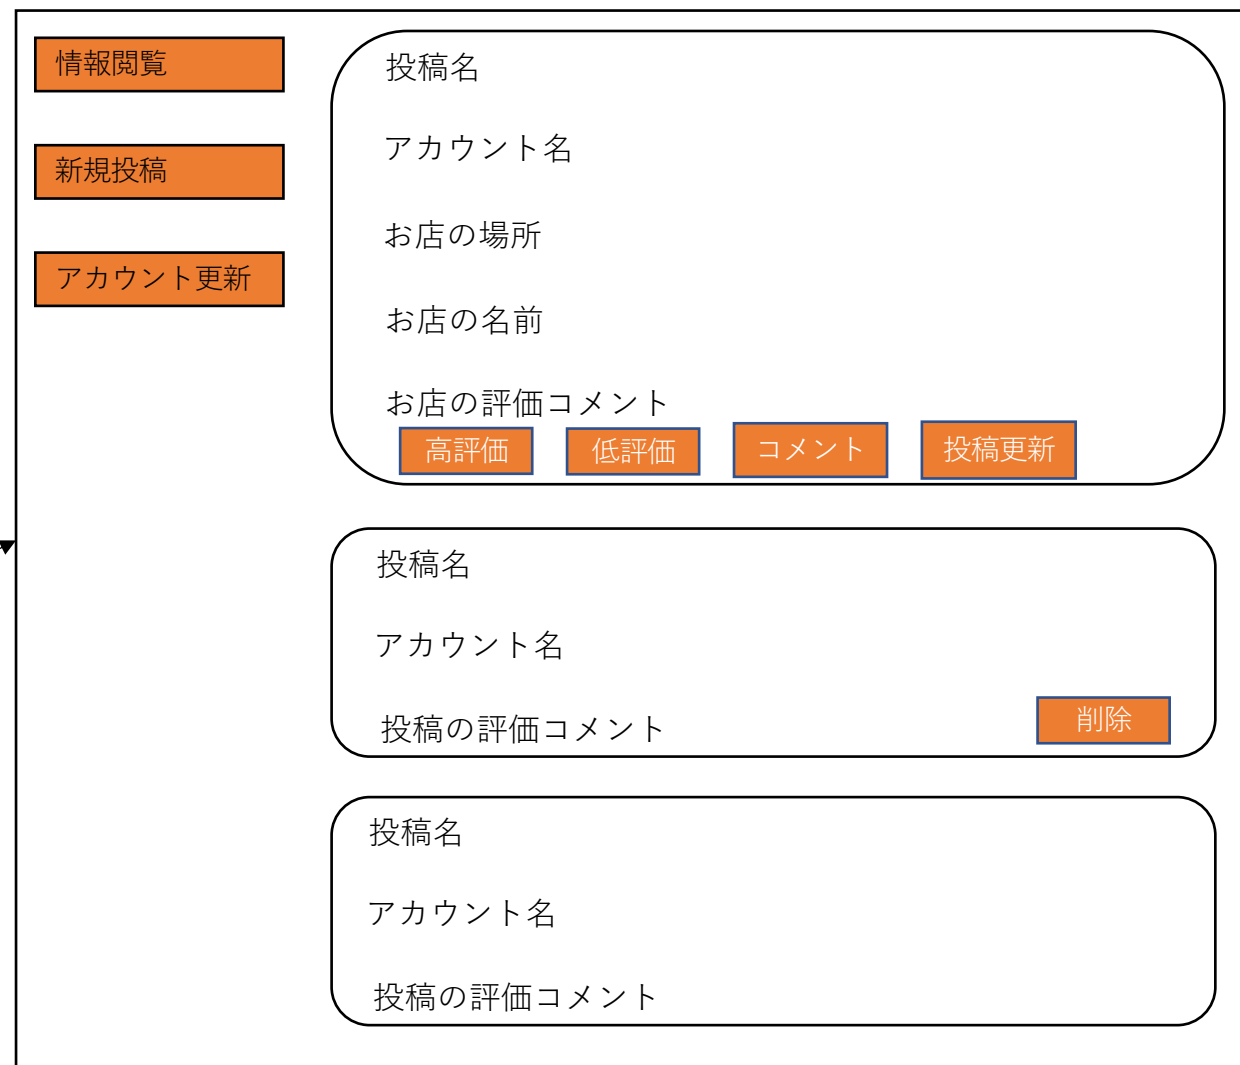 情報閲覧
新規投稿
アカウント更新
投稿名
アカウント名
お店の場所
お店の名前
お店の評価コメント
高評価
低評価
コメント
投稿更新
投稿名
アカウント名
投稿の評価コメント
削除
投稿名
アカウント名
投稿の評価コメント